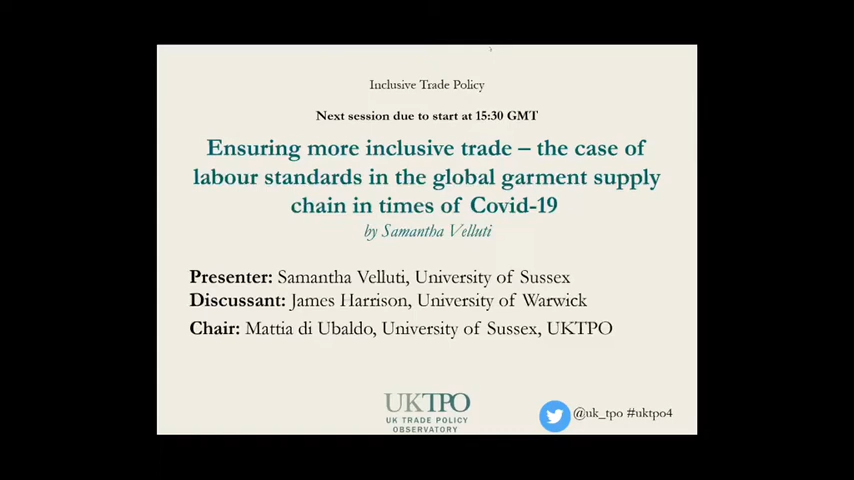 Inclusive Trade Policy
Next session due to start at 15:30 GMT
Ensuring more inclusive trade – the case of
labour standards in the global garment supply
chain in times of Covid-19
by Samantha Velluti
Presenter: Samantha Velluti, University of Sussex
Discussant: James Harrison, University of Warwick
Chair: Mattia di Ubaldo, University of Sussex, UKTPO
UKTPO
UK TRADE POLICY
OBSERVATORY
@uk_tpo #uktpo4